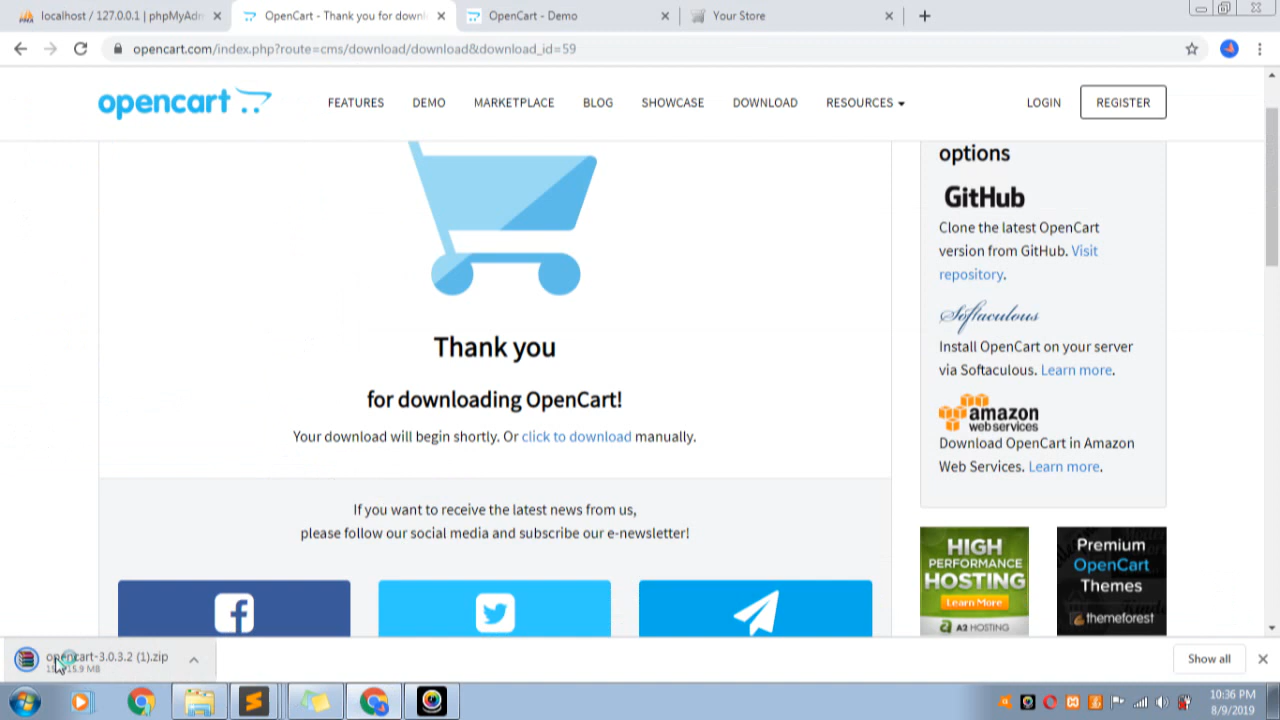 localhost / 127.0.0.1 | phpMyAdm
OpenCart - Thank you for downl
OpenCart - Demo
Your Store
opencart.com/index.php?route=cms/download/download&download_id=59
opencart
FEATURES
DEMO
MARKETPLACE
BLOG
SHOWCASE
DOWNLOAD
RESOURCES
LOGIN
REGISTER
Thank you
for downloading OpenCart!
Your download will begin shortly. Or click to download manually.
If you want to receive the latest news from us,
please follow our social media and subscribe our e-newsletter!
options
GitHub
Clone the latest OpenCart
version from GitHub. Visit
repository.
Softaculous
Install OpenCart on your server
via Softaculous. Learn more.
amazon
web services
Download OpenCart in Amazon
Web Services. Learn more.
HIGH
PERFORMANCE
HOSTING
Learn More
A2 HOSTING
Premium
OpenCart
Themes
themeforest
opencart-3.0.3.2 (1).zip
15.9 MB
Show all
10:36 PM
8/9/2019